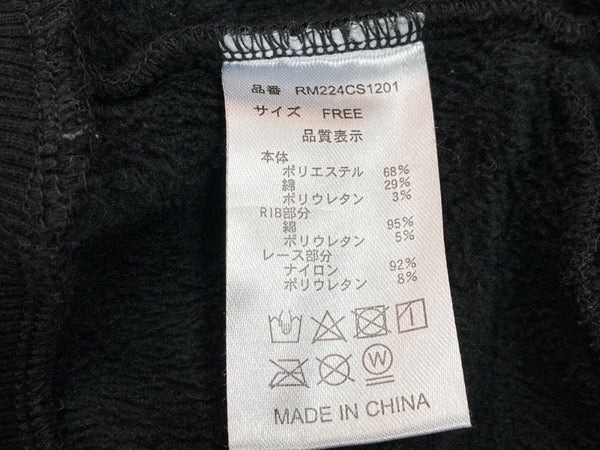 品番 RM224CS1201
サイズ FREE
品質表示
本体
ポリエステル 68%
綿 29%
ポリウレタン 3%
RIB部分
綿 95%
ポリウレタン 5%
レース部分
ナイロン 92%
ポリウレタン 8%
W
MADE IN CHINA